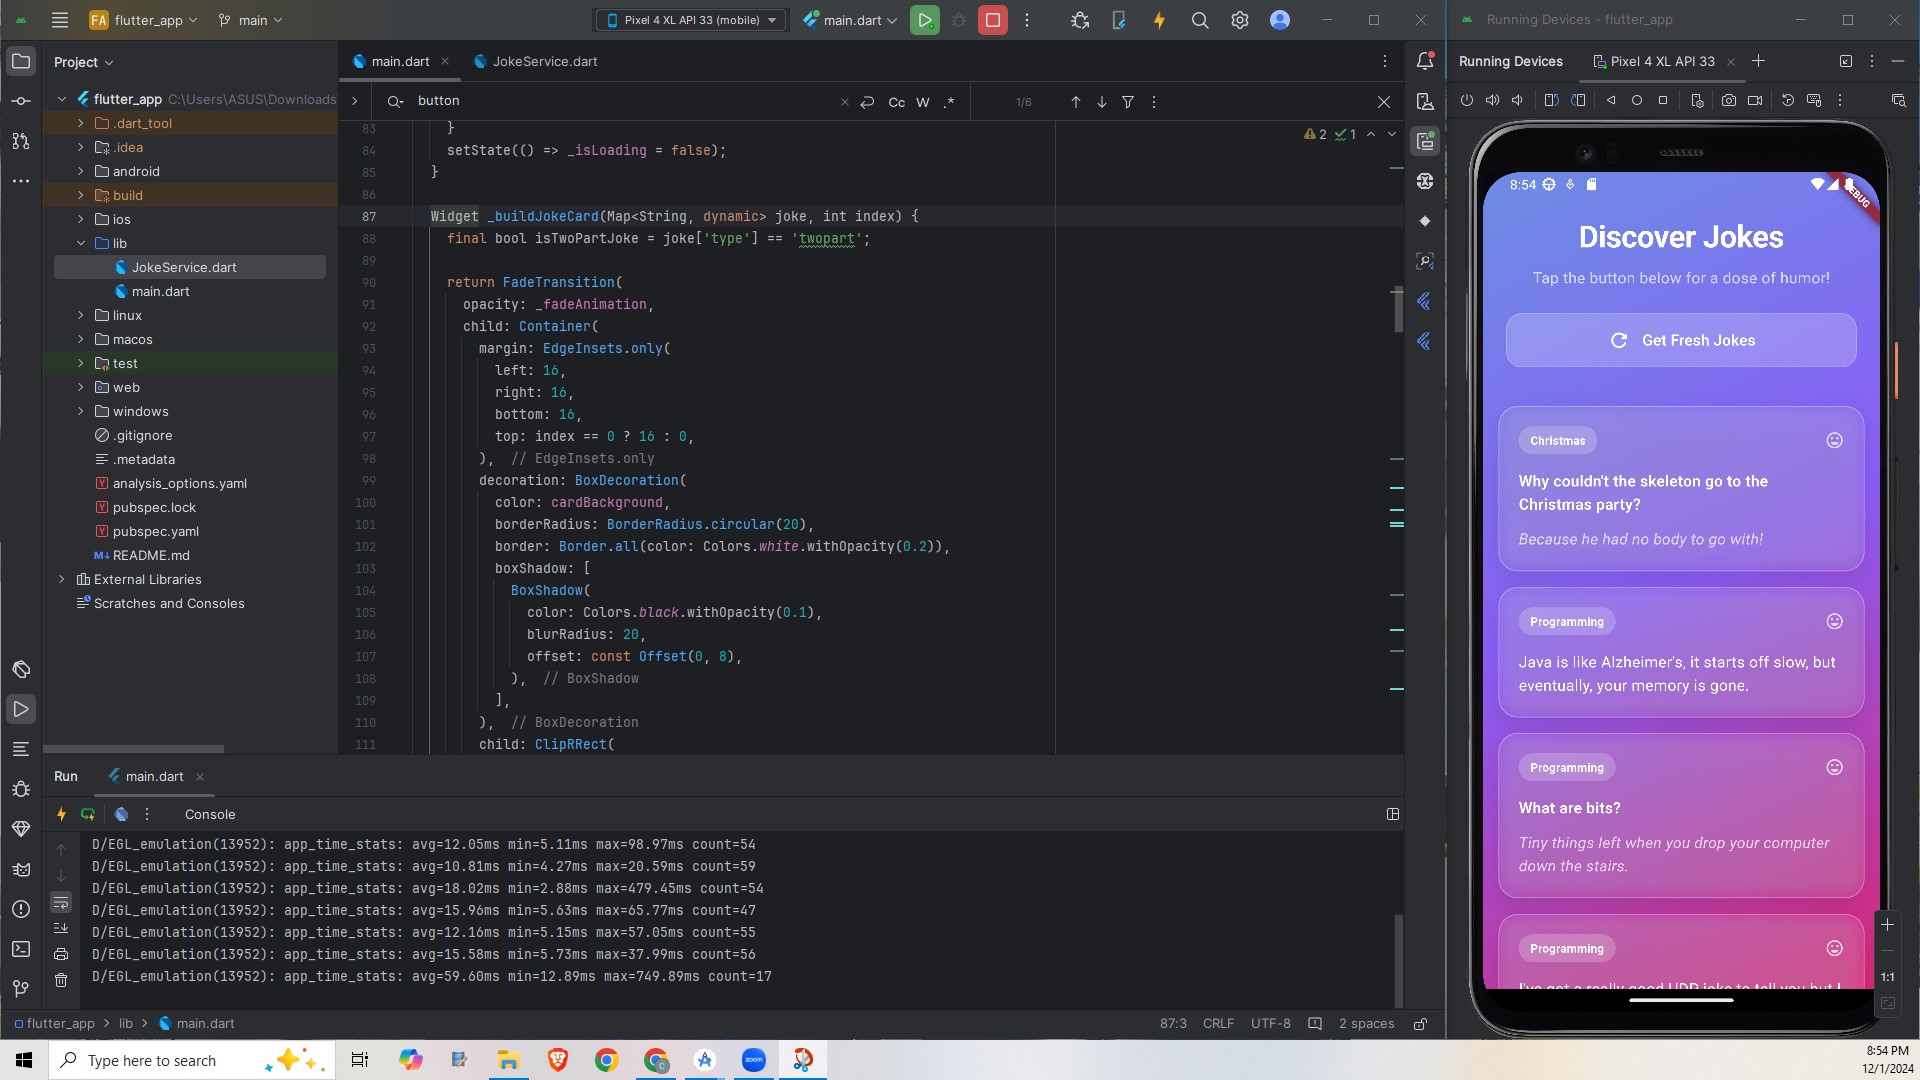 FA flutter_app
main
Pixel 4 XL API 33 (mobile)
main.dart
Running Devices - flutter_app
Project
main.dart
JokeService.dart
Running Devices
Pixel 4 XL API 33
button
Cc W .*
1/6
flutter_app C:\Users\ASUS\Downloads
.dart_tool
.idea
android
build
ios
lib
JokeService.dart
main.dart
linux
macos
test
web
windows
.gitignore
.metadata
analysis_options.yaml
pubspec.lock
pubspec.yaml
README.md
External Libraries
Scratches and Consoles
2 1
83 }
84 setState(() => _isLoading = false);
85 }
86
87 Widget _buildJokeCard(Map<String, dynamic> joke, int index) {
88 final bool isTwoPartJoke = joke['type'] == 'twopart';
89
90 return FadeTransition(
91 opacity: _fadeAnimation,
92 child: Container(
93 margin: EdgeInsets.only(
94 left: 16,
95 right: 16,
96 bottom: 16,
97 top: index == 0 ? 16 : 0,
98 ), // EdgeInsets.only
99 decoration: BoxDecoration(
100 color: cardBackground,
101 borderRadius: BorderRadius.circular(20),
102 border: Border.all(color: Colors.white.withOpacity(0.2)),
103 boxShadow: [
104 BoxShadow(
105 color: Colors.black.withOpacity(0.1),
106 blurRadius: 20,
107 offset: const Offset(0, 8),
108 ), // BoxShadow
109 ],
110 ), // BoxDecoration
111 child: ClipRRect(
Run
main.dart
Console
D/EGL_emulation(13952): app_time_stats: avg=12.05ms min=5.11ms max=98.97ms count=54
D/EGL_emulation(13952): app_time_stats: avg=10.81ms min=4.27ms max=20.59ms count=59
D/EGL_emulation(13952): app_time_stats: avg=18.02ms min=2.88ms max=479.45ms count=54
D/EGL_emulation(13952): app_time_stats: avg=15.96ms min=5.63ms max=65.77ms count=47
D/EGL_emulation(13952): app_time_stats: avg=12.16ms min=5.15ms max=57.05ms count=55
D/EGL_emulation(13952): app_time_stats: avg=15.58ms min=5.73ms max=37.99ms count=56
D/EGL_emulation(13952): app_time_stats: avg=59.60ms min=12.89ms max=749.89ms count=17
flutter_app > lib > main.dart
87:3 CRLF UTF-8 2 spaces
8:54
Discover Jokes
Tap the button below for a dose of humor!
Get Fresh Jokes
Christmas
Why couldn't the skeleton go to the
Christmas party?
Because he had no body to go with!
Programming
Java is like Alzheimer's, it starts off slow, but
eventually, your memory is gone.
Programming
What are bits?
Tiny things left when you drop your computer
down the stairs.
Programming
I've got a really good UDP joke to tell you but I
1:1
Type here to search
zoom
8:54 PM
12/1/2024